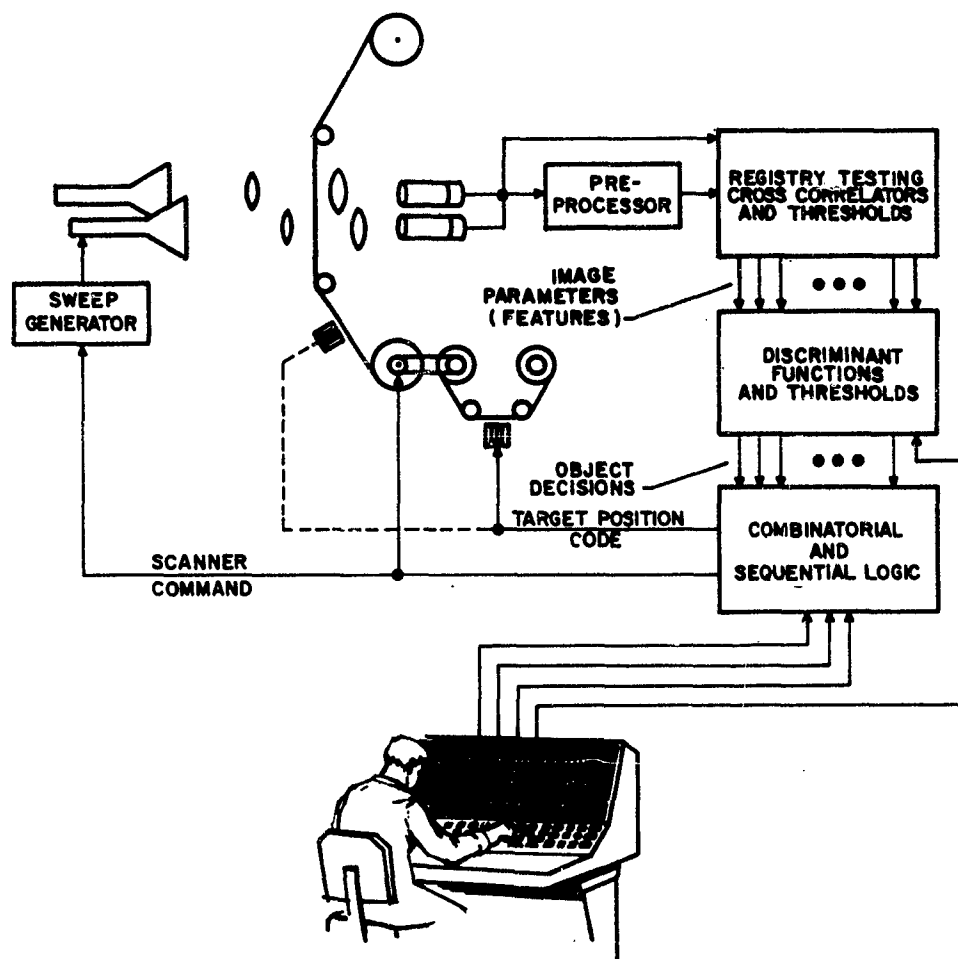 PRE-
PROCESSOR
REGISTRY TESTING
CROSS CORRELATORS
AND THRESHOLDS
SWEEP
GENERATOR
IMAGE
PARAMETERS
(FEATURES)
DISCRIMINANT
FUNCTIONS
AND THRESHOLDS
OBJECT
DECISIONS
TARGET POSITION
CODE
COMBINATORIAL
AND
SEQUENTIAL LOGIC
SCANNER
COMMAND